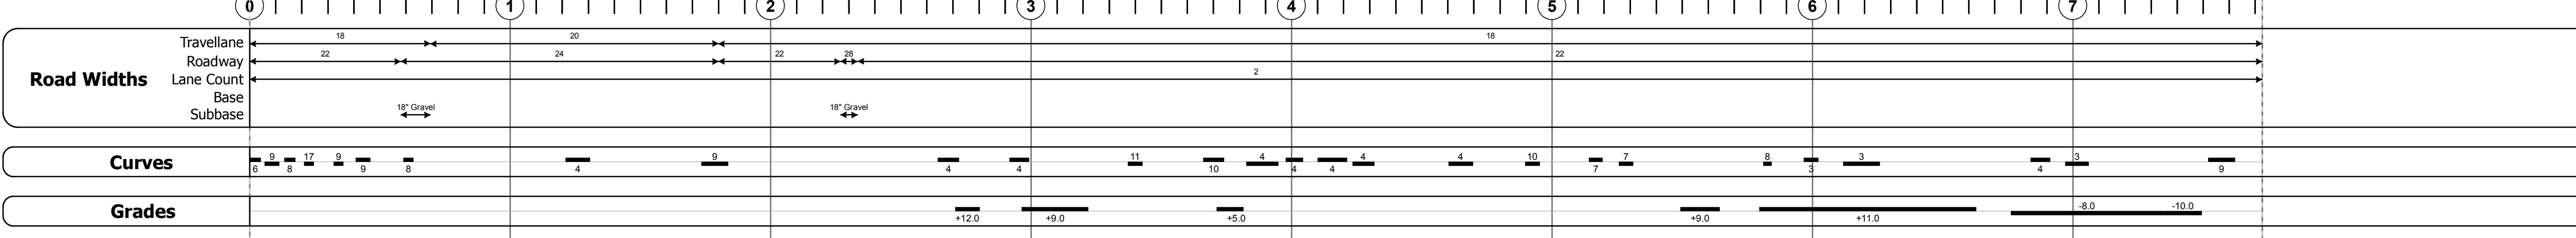 0 1 2 3 4 5 6 7
18 20 18
Travellane
22 24 22 28 22
Roadway
Road Widths
2
Lane Count
Base
18" Gravel 18" Gravel
Subbase
9 17 9 9 11 4 4 4 10 7 8 3 3
Curves
6 8 9 8 4 4 4 10 4 4 7 3 4 9
Grades
-8.0 -10.0
+12.0 +9.0 +5.0 +9.0 +11.0